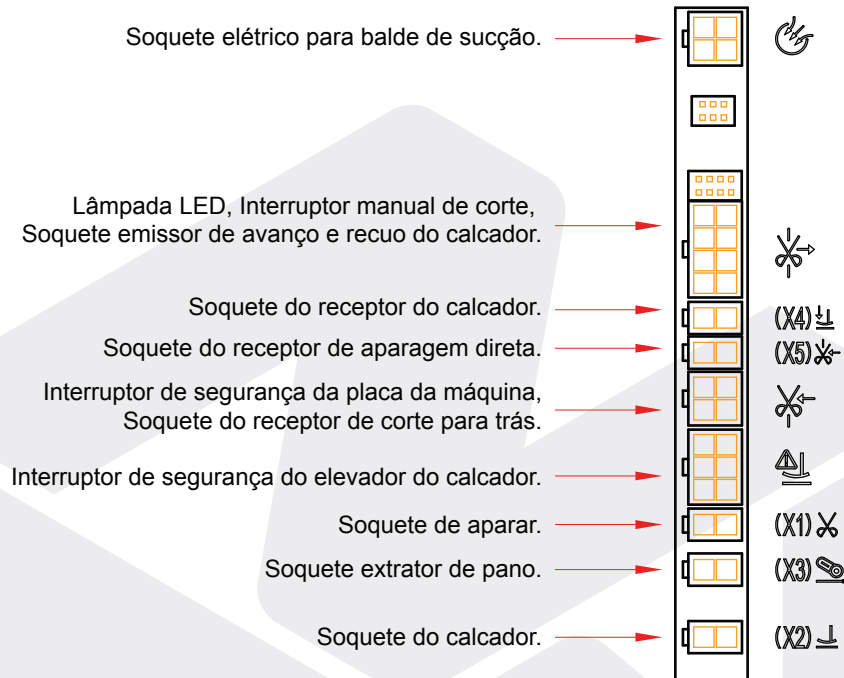 Soquete elétrico para balde de sucção.
Lâmpada LED, Interruptor manual de corte,
Soquete emissor de avanço e recuo do calcador.
Soquete do receptor do calcador.
(X4)
Soquete do receptor de aparagem direta.
(X5)
Interruptor de segurança da placa da máquina,
Soquete do receptor de corte para trás.
Interruptor de segurança do elevador do calcador.
Soquete de aparar.
(X1)
Soquete extrator de pano.
(X3)
Soquete do calcador.
(X2)